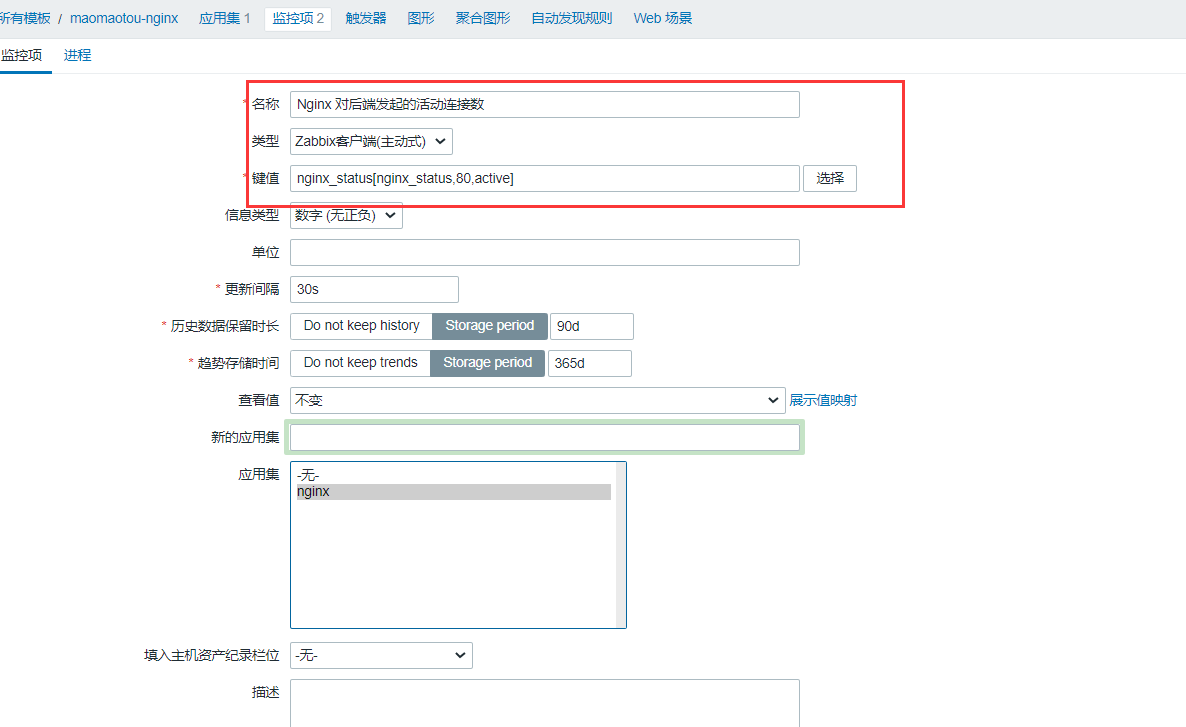 所有模板 / maomaotou-nginx 应用集 1 监控项 2 触发器 图形 聚合图形 自动发现规则 Web 场景
监控项 进程
* 名称 Nginx 对后端发起的活动连接数
类型 Zabbix客户端(主动式)
* 键值 nginx_status[nginx_status,80,active] 选择
信息类型 数字 (无正负)
单位
* 更新间隔 30s
* 历史数据保留时长 Do not keep history Storage period 90d
* 趋势存储时间 Do not keep trends Storage period 365d
查看值 不变 展示值映射
新的应用集
应用集 -无-
nginx
填入主机资产纪录栏位 -无-
描述